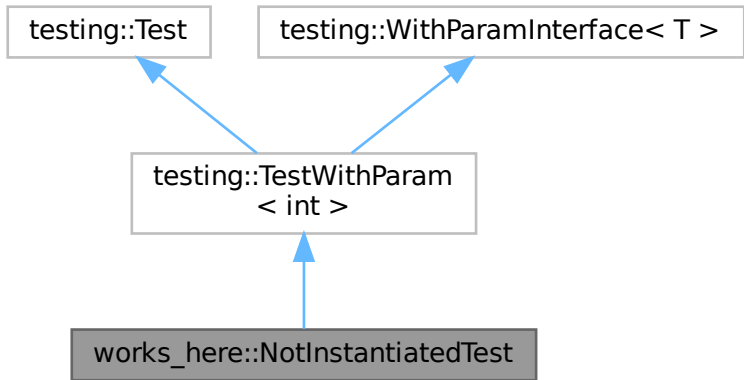 testing::Test
testing::WithParamInterface< T >
testing::TestWithParam
< int >
works_here::NotInstantiatedTest